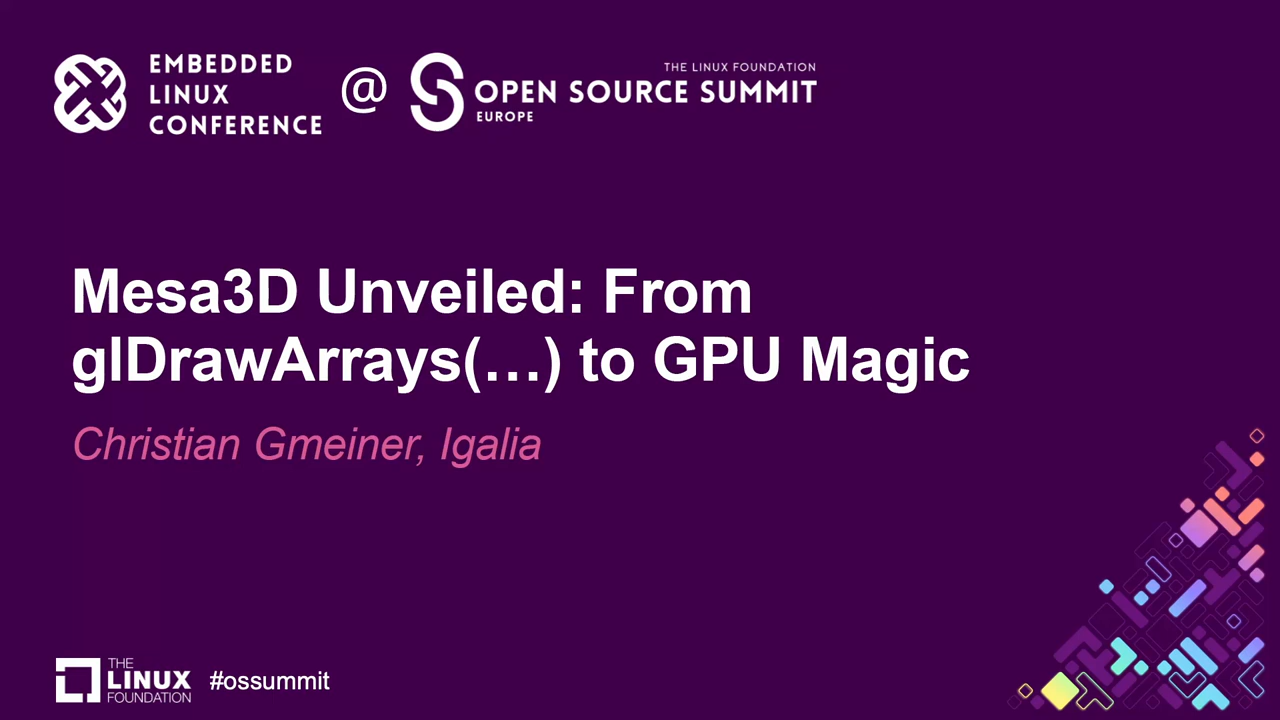 EMBEDDED
LINUX
CONFERENCE
@
THE LINUX FOUNDATION
OPEN SOURCE SUMMIT
EUROPE
Mesa3D Unveiled: From
glDrawArrays(…) to GPU Magic
Christian Gmeiner, Igalia
THE
LINUX
FOUNDATION
#ossummit